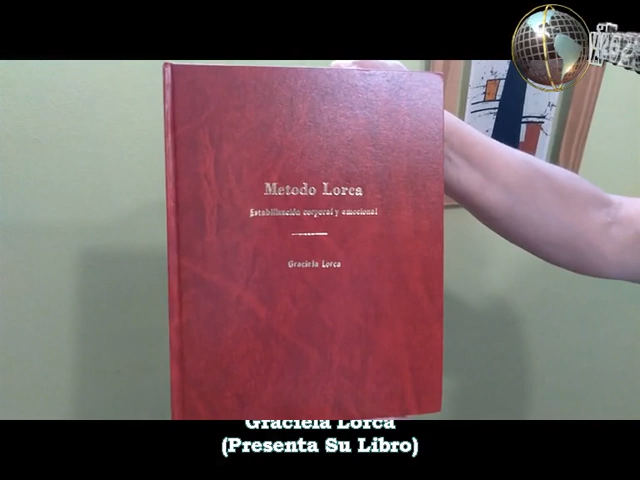 Metodo Lorca
Estabilización corporal y emocional
Graciela Lorca
Graciela Lorca
(Presenta Su Libro)